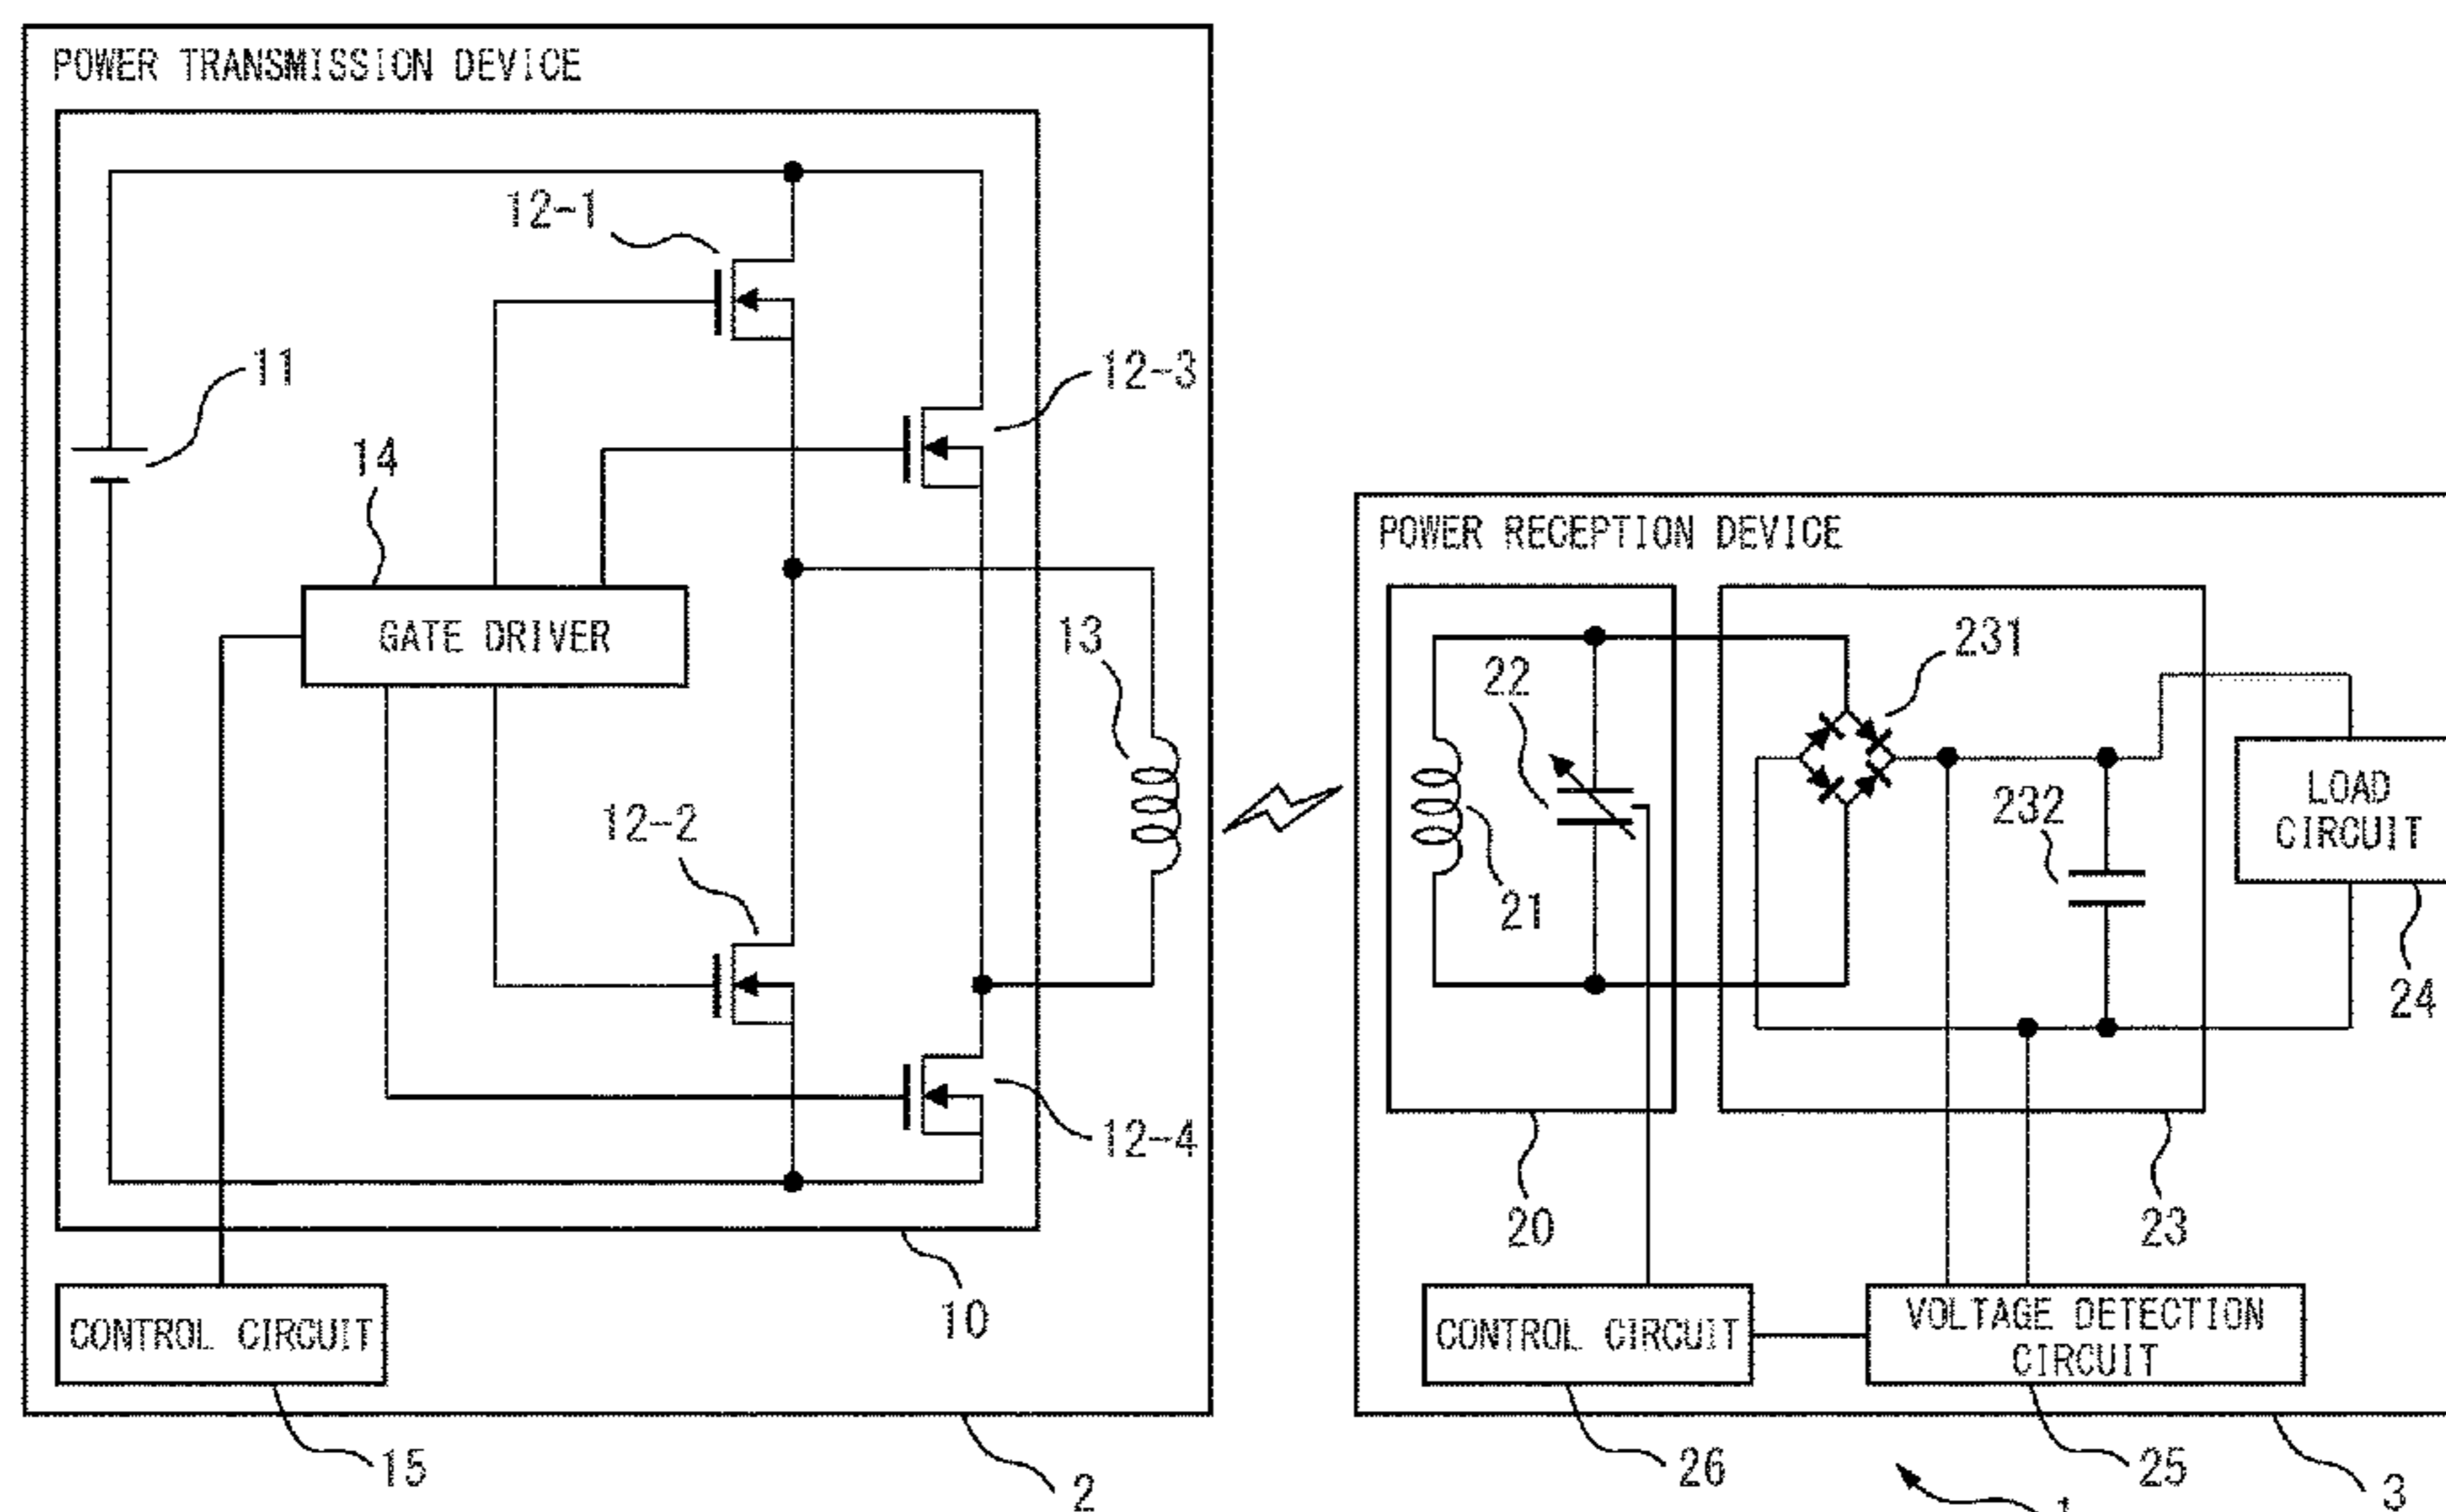 POWER TRANSMISSION DEVICE
12-1
11
12-3
14
GATE DRIVER
13
12-2
12-4
10
CONTROL CIRCUIT
15
2
POWER RECEPTION DEVICE
22
231
21
232
LOAD
CIRCUIT
24
20
23
CONTROL CIRCUIT
VOLTAGE DETECTION
CIRCUIT
26
25
3
1